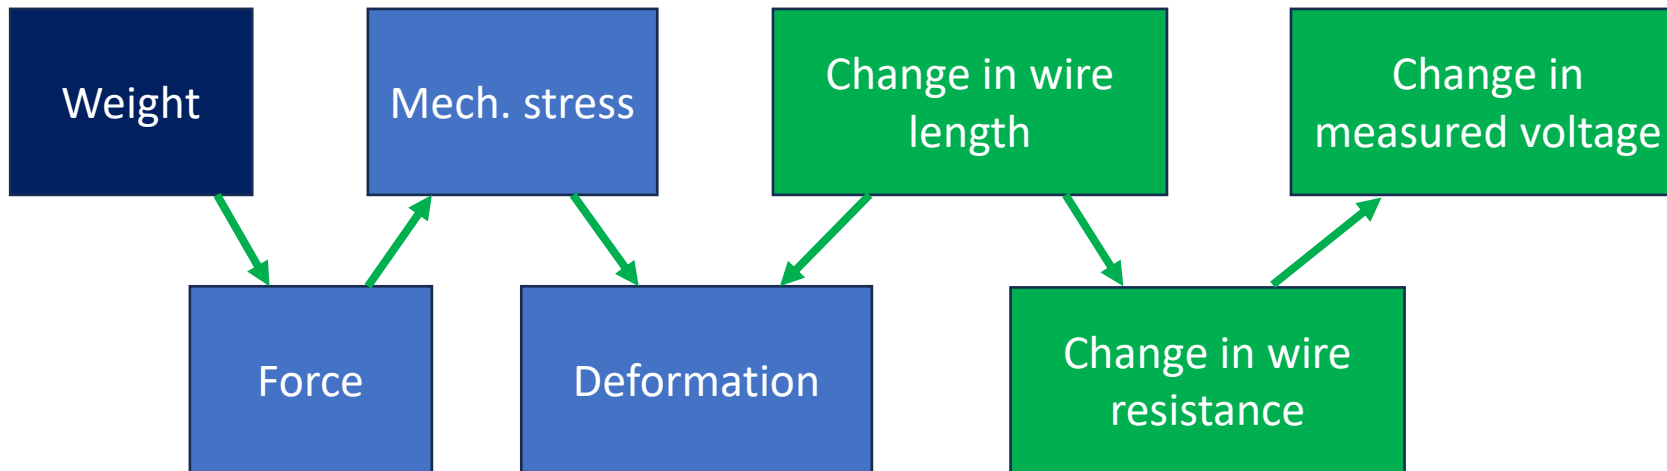 Weight
Mech. stress
Change in wire
length
Change in
measured voltage
Force
Deformation
Change in wire
resistance